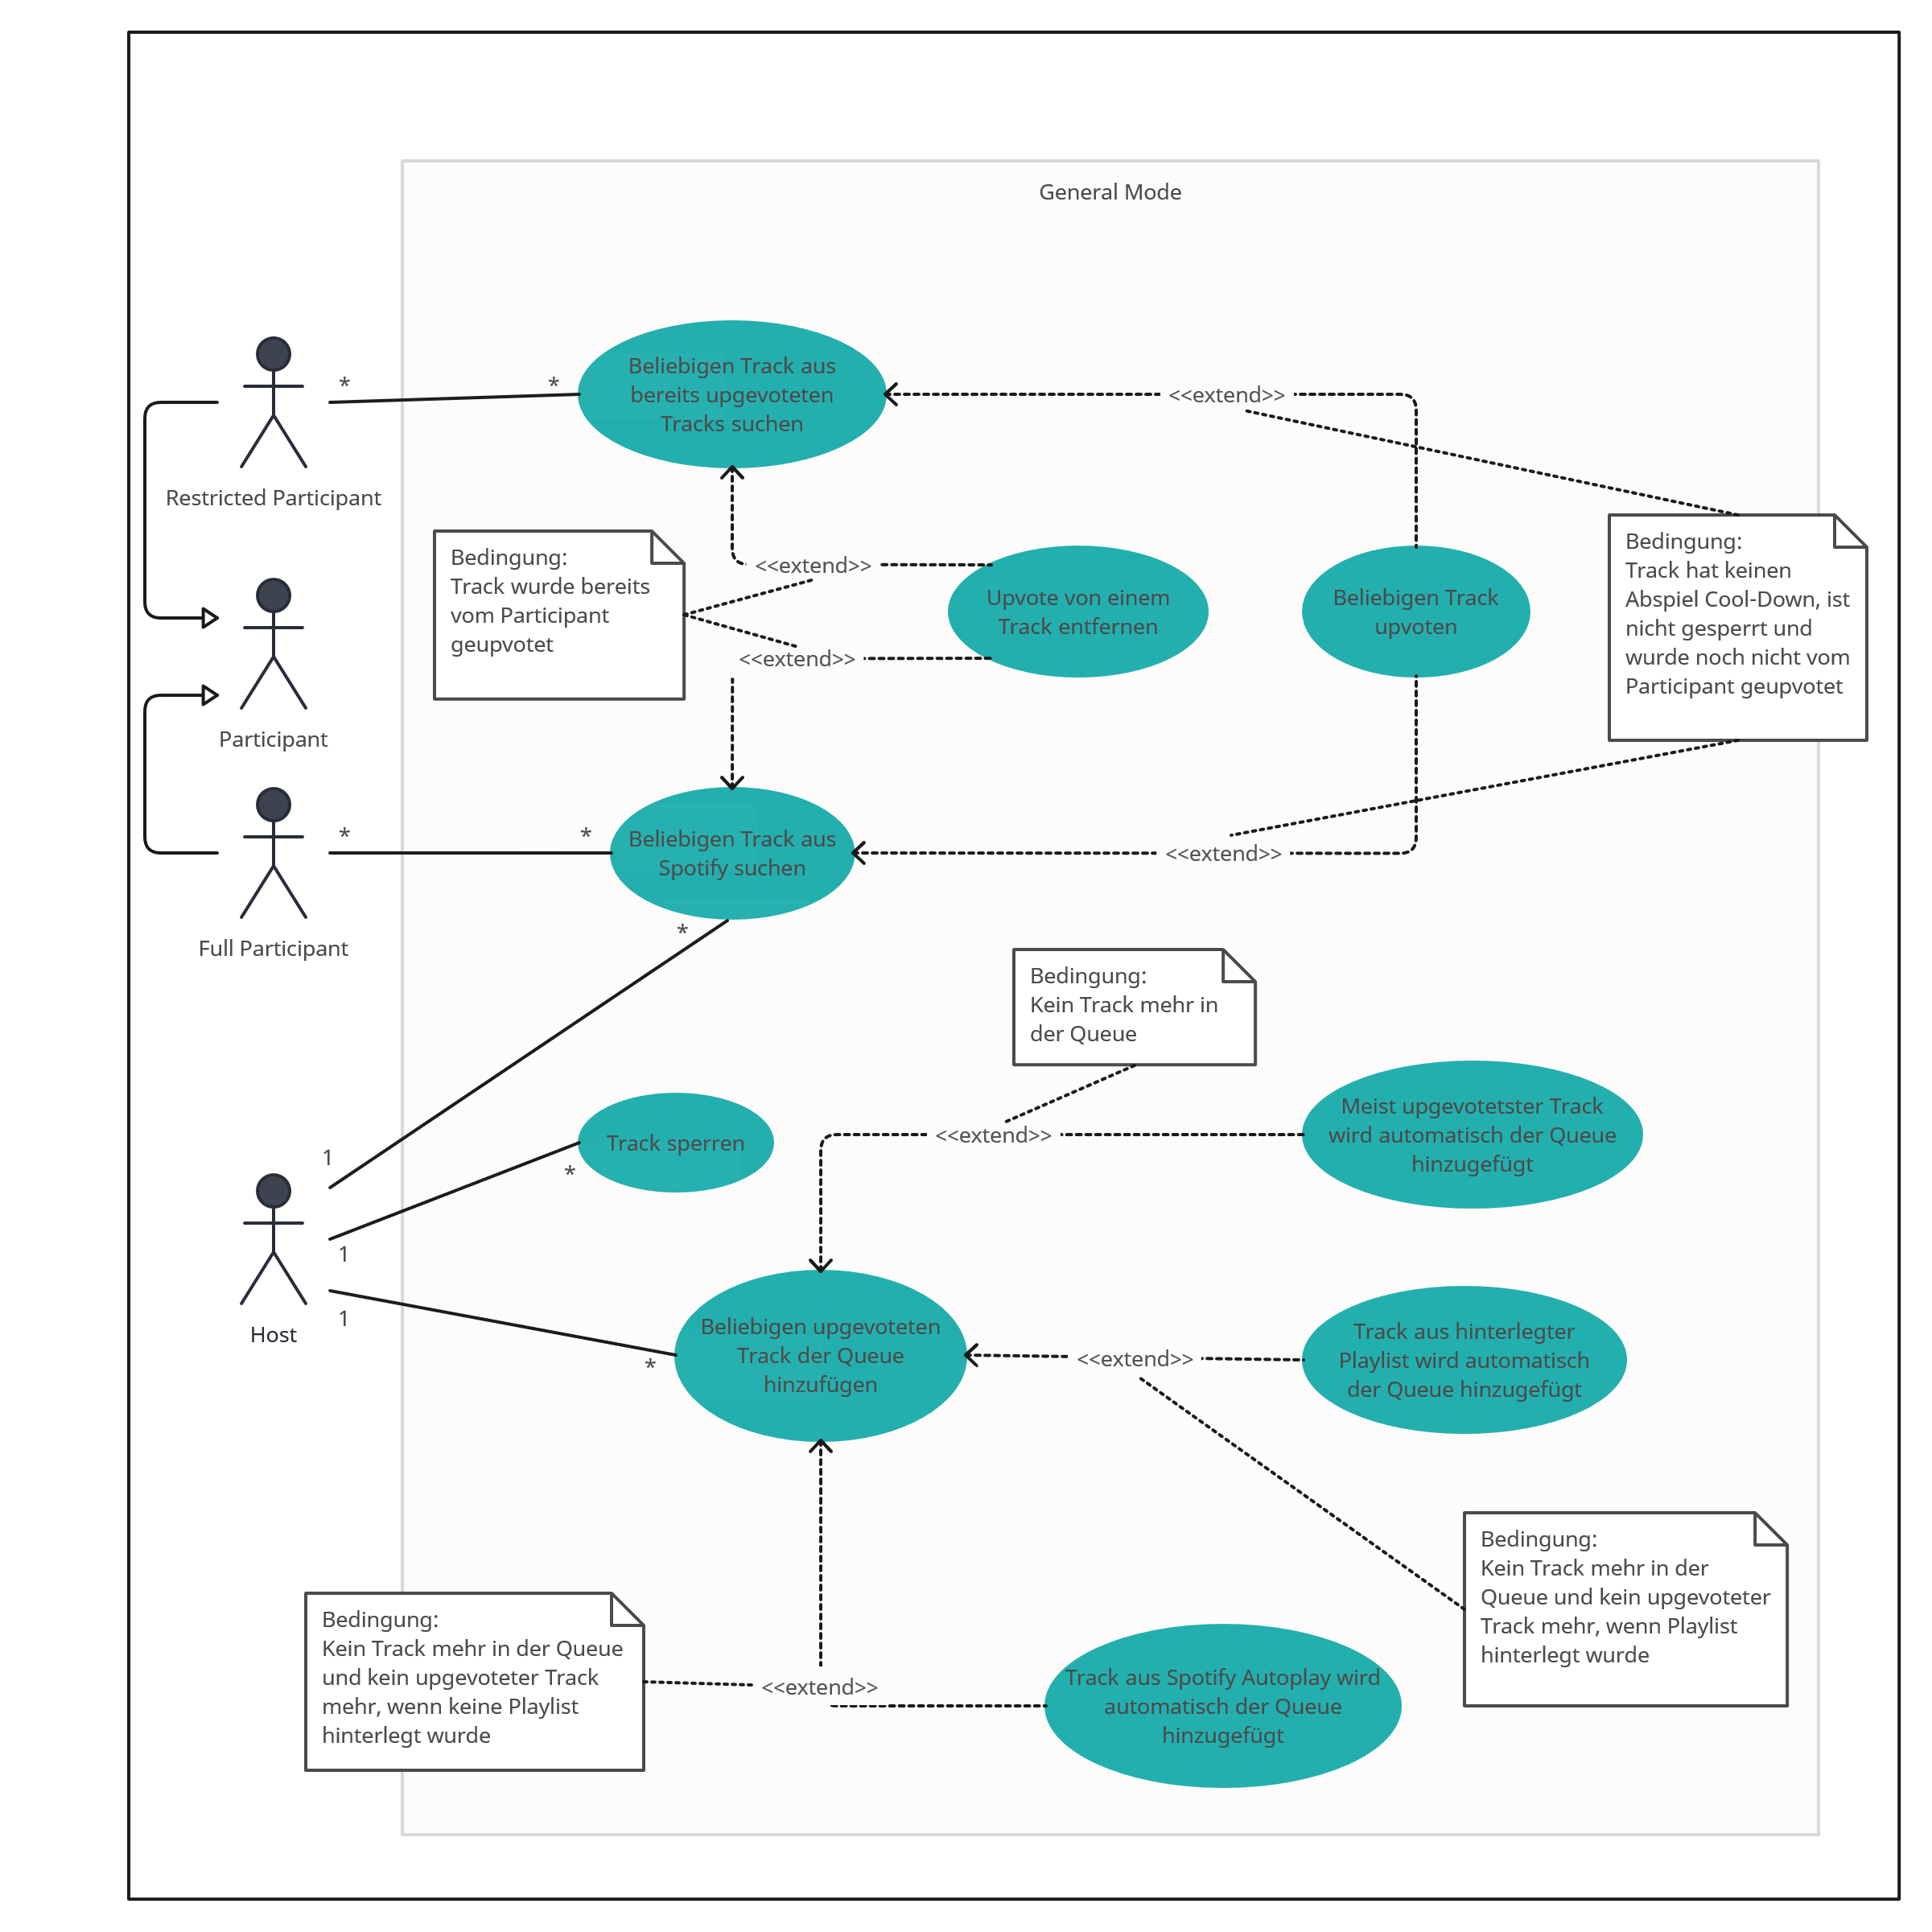 General Mode
Beliebigen Track aus
bereits upgevoteten
Tracks suchen
*
*
<<extend>>
Restricted Participant
Bedingung:
Track wurde bereits
vom Participant
geupvotet
<<extend>>
<<extend>>
Upvote von einem
Track entfernen
Beliebigen Track
upvoten
Bedingung:
Track hat keinen
Abspiel Cool-Down, ist
nicht gesperrt und
wurde noch nicht vom
Participant geupvotet
Participant
*
*
Beliebigen Track aus
Spotify suchen
<<extend>>
Full Participant
*
Bedingung:
Kein Track mehr in
der Queue
1
Track sperren
*
<<extend>>
Meist upgevotetster Track
wird automatisch der Queue
hinzugefügt
1
1
Host
*
Beliebigen upgevoteten
Track der Queue
hinzufügen
<<extend>>
Track aus hinterlegter
Playlist wird automatisch
der Queue hinzugefügt
Bedingung:
Kein Track mehr in der
Queue und kein upgevoteter
Track mehr, wenn Playlist
hinterlegt wurde
Bedingung:
Kein Track mehr in der Queue
und kein upgevoteter Track
mehr, wenn keine Playlist
hinterlegt wurde
<<extend>>
Track aus Spotify Autoplay wird
automatisch der Queue
hinzugefügt